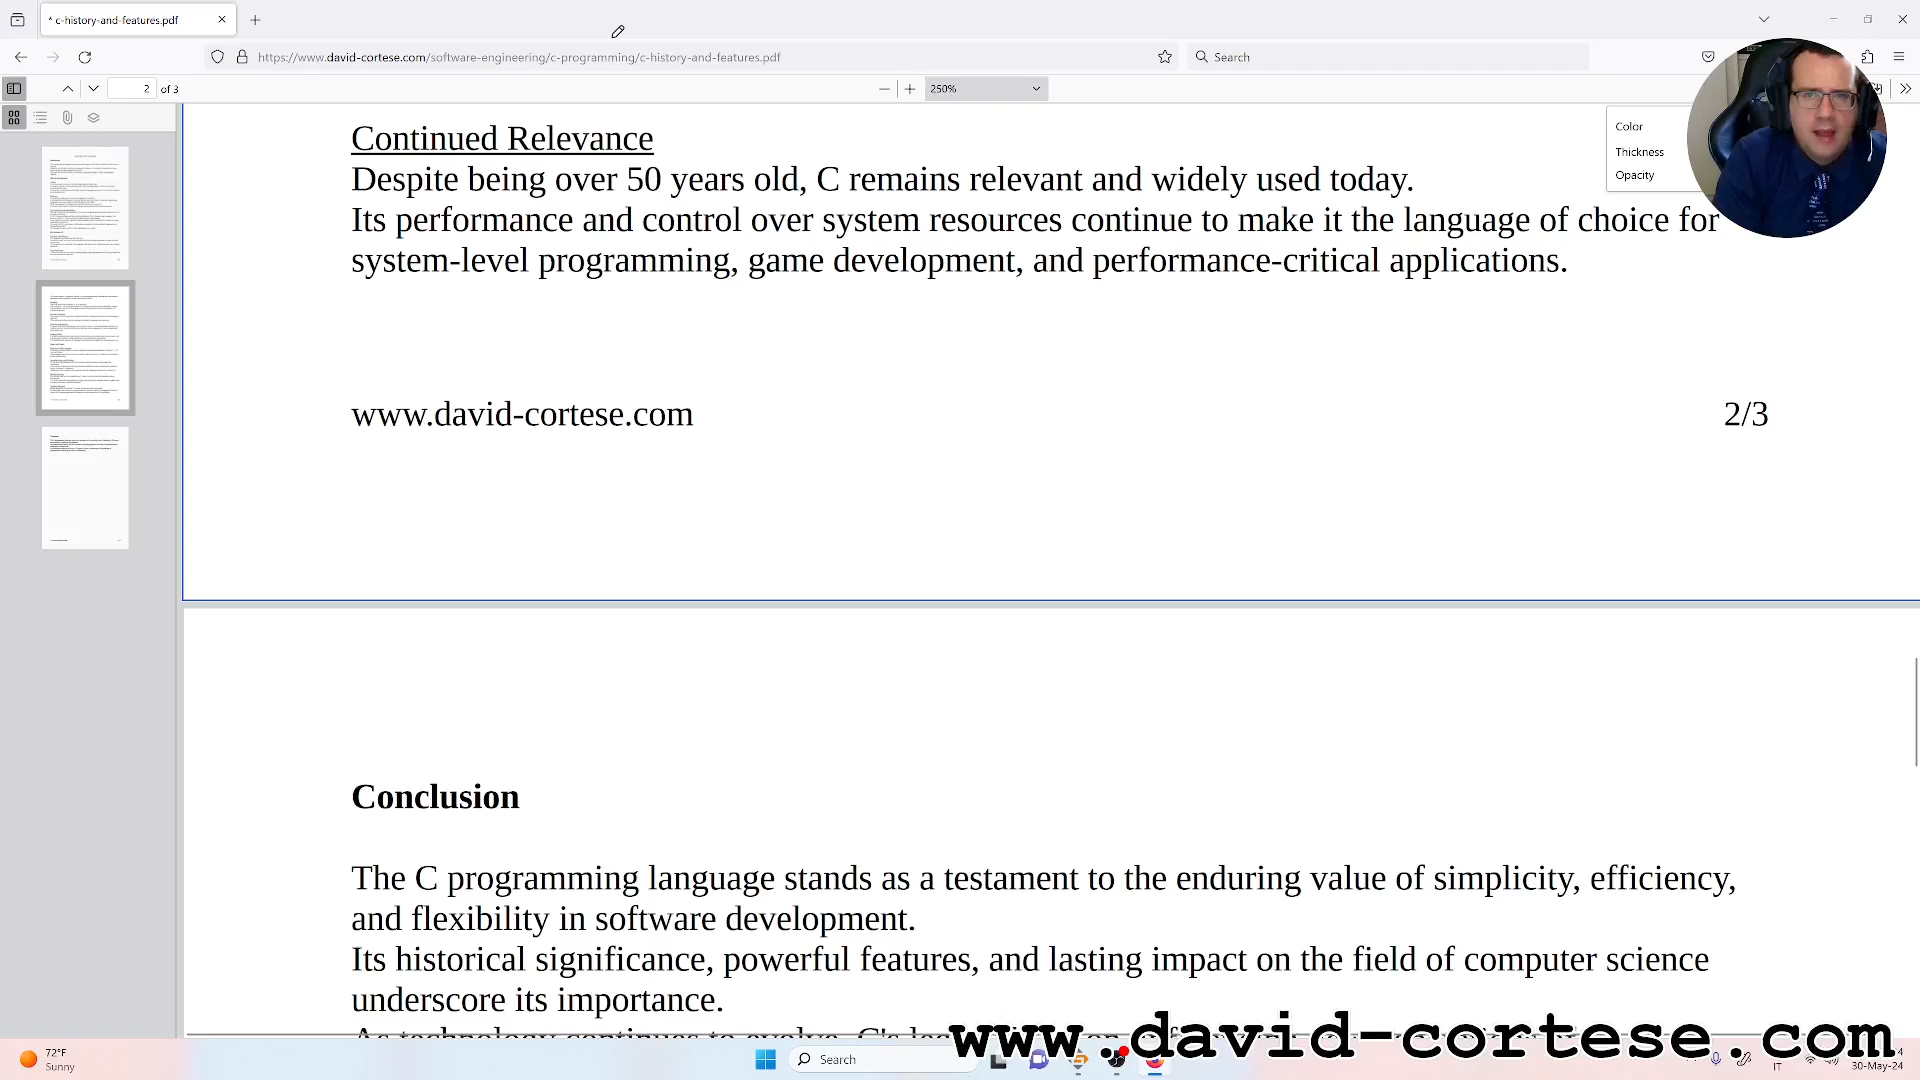 * c-history-and-features.pdf
https://www.david-cortese.com/software-engineering/c-programming/c-history-and-features.pdf
Search
2 of 3
250%
Color
Thickness
Opacity
Continued Relevance
Despite being over 50 years old, C remains relevant and widely used today.
Its performance and control over system resources continue to make it the language of choice for
system-level programming, game development, and performance-critical applications.
www.david-cortese.com
2/3
Conclusion
The C programming language stands as a testament to the enduring value of simplicity, efficiency,
and flexibility in software development.
Its historical significance, powerful features, and lasting impact on the field of computer science
underscore its importance.
As technology continues to evolve, C's
www.david-cortese.com
72°F
Sunny
Search
IT
30-May-24